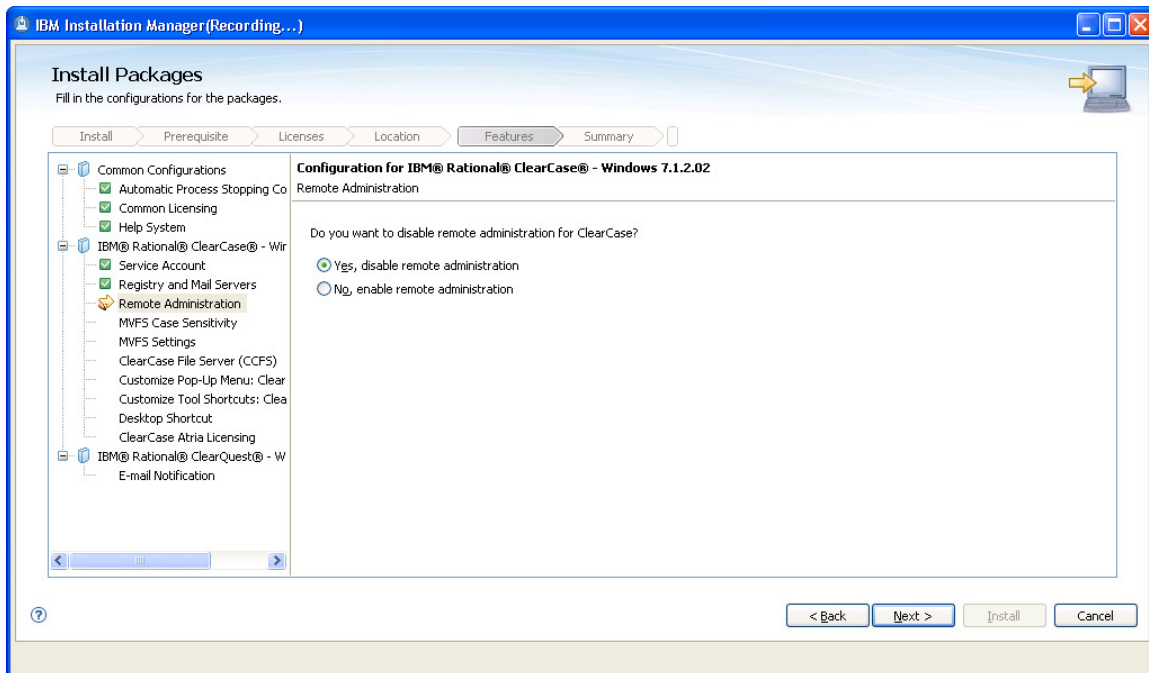 IBM Installation Manager(Recording...)
Install Packages
Fill in the configurations for the packages.
Install
Prerequisite
Licenses
Location
Features
Summary
Common Configurations
Automatic Process Stopping Co
Common Licensing
Help System
IBM® Rational® ClearCase® - Wir
Service Account
Registry and Mail Servers
Remote Administration
MVFS Case Sensitivity
MVFS Settings
ClearCase File Server (CCFS)
Customize Pop-Up Menu: Clear
Customize Tool Shortcuts: Clea
Desktop Shortcut
ClearCase Atria Licensing
IBM® Rational® ClearQuest® - W
E-mail Notification
Configuration for IBM® Rational® ClearCase® - Windows 7.1.2.02
Remote Administration
Do you want to disable remote administration for ClearCase?
Yes, disable remote administration
No, enable remote administration
?
< Back
Next >
Install
Cancel